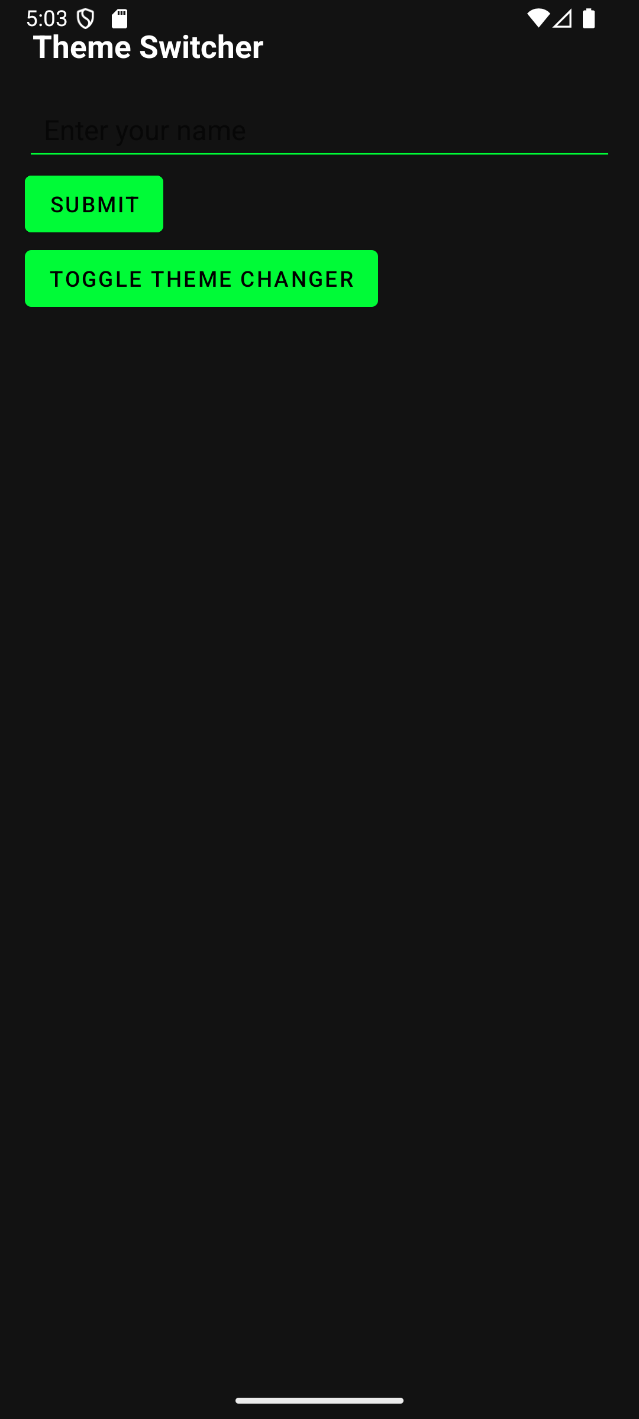 5:03
Theme Switcher
Enter your name
SUBMIT
TOGGLE THEME CHANGER